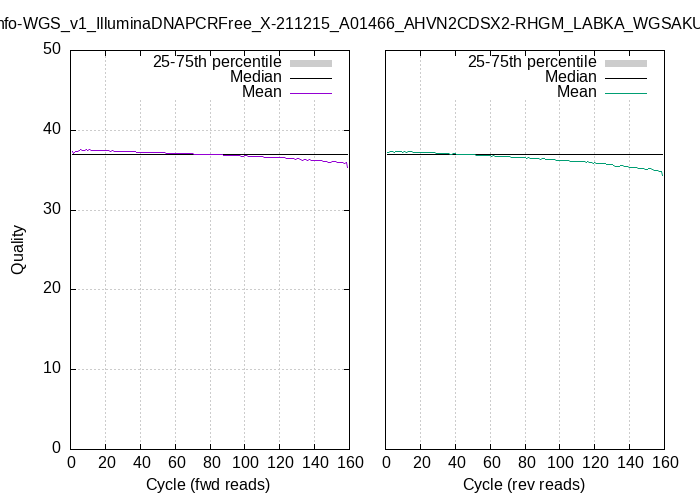 nfo-WGS_v1_IlluminaDNAPCRFree_X-211215_A01466_AHVN2CDSX2-RHGM_LABKA_WGSAKU
50
40
30
20
10
0
Quality
25-75th percentile
Median
Mean
0 20 40 60 80 100 120 140 160
Cycle (fwd reads)
25-75th percentile
Median
Mean
0 20 40 60 80 100 120 140 160
Cycle (rev reads)